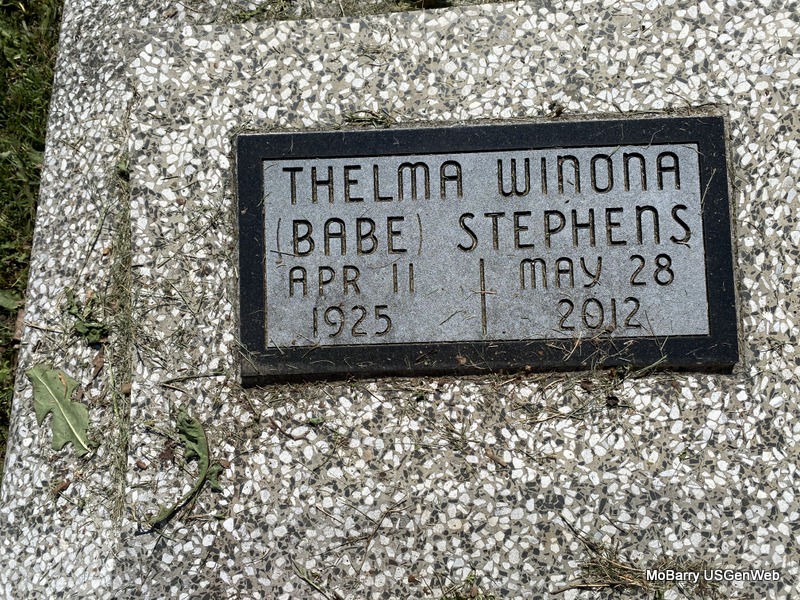 THELMA WINONA
(BABE) STEPHENS
APR 11 MAY 28
1925 2012
MoBarry USGenWeb